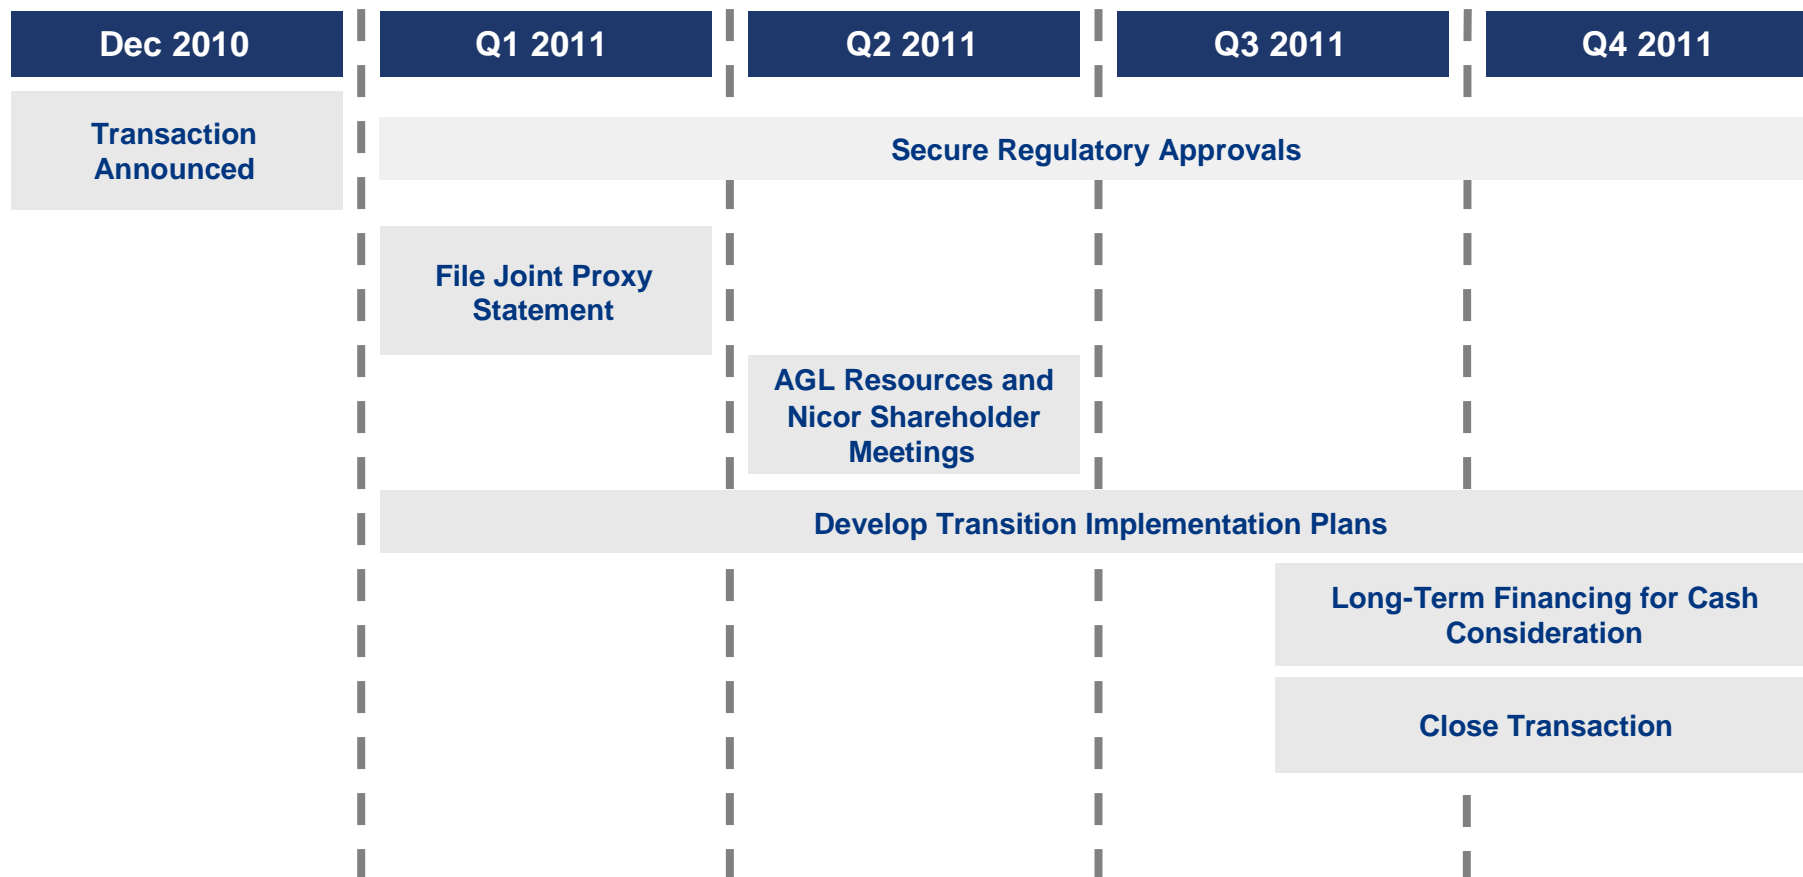 Dec 2010
Q1 2011
Q2 2011
Q3 2011
Q4 2011
Transaction
Announced
Secure Regulatory Approvals
File Joint Proxy
Statement
AGL Resources and
Nicor Shareholder
Meetings
Develop Transition Implementation Plans
Long-Term Financing for Cash
Consideration
Close Transaction